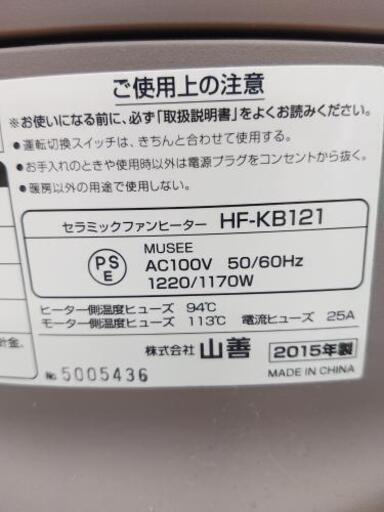 ご使用上の注意
※お使いになる前に、必ず「取扱説明書」をよくお読みください。
●運転切換スイッチは、きちんと合わせて使用する。
●お手入れのときや使用時以外は電源プラグをコンセントから抜く。
●暖房以外の用途で使用しない。
セラミックファンヒーター HF-KB121
PS
E
MUSEE
AC100V 50/60Hz
1220/1170W
ヒーター側温度ヒューズ 94℃
モーター側温度ヒューズ 113℃ 電流ヒューズ 25A
株式会社 山善 2015年製
№ 5005436 MADE IN CHINA